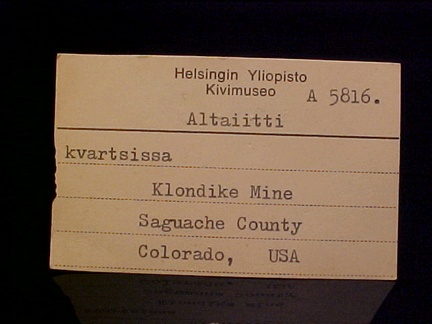 Helsingin Yliopisto
Kivimuseo A 5816.
Altaiitti
kvartsissa
Klondike Mine
Saguache County
Colorado, USA